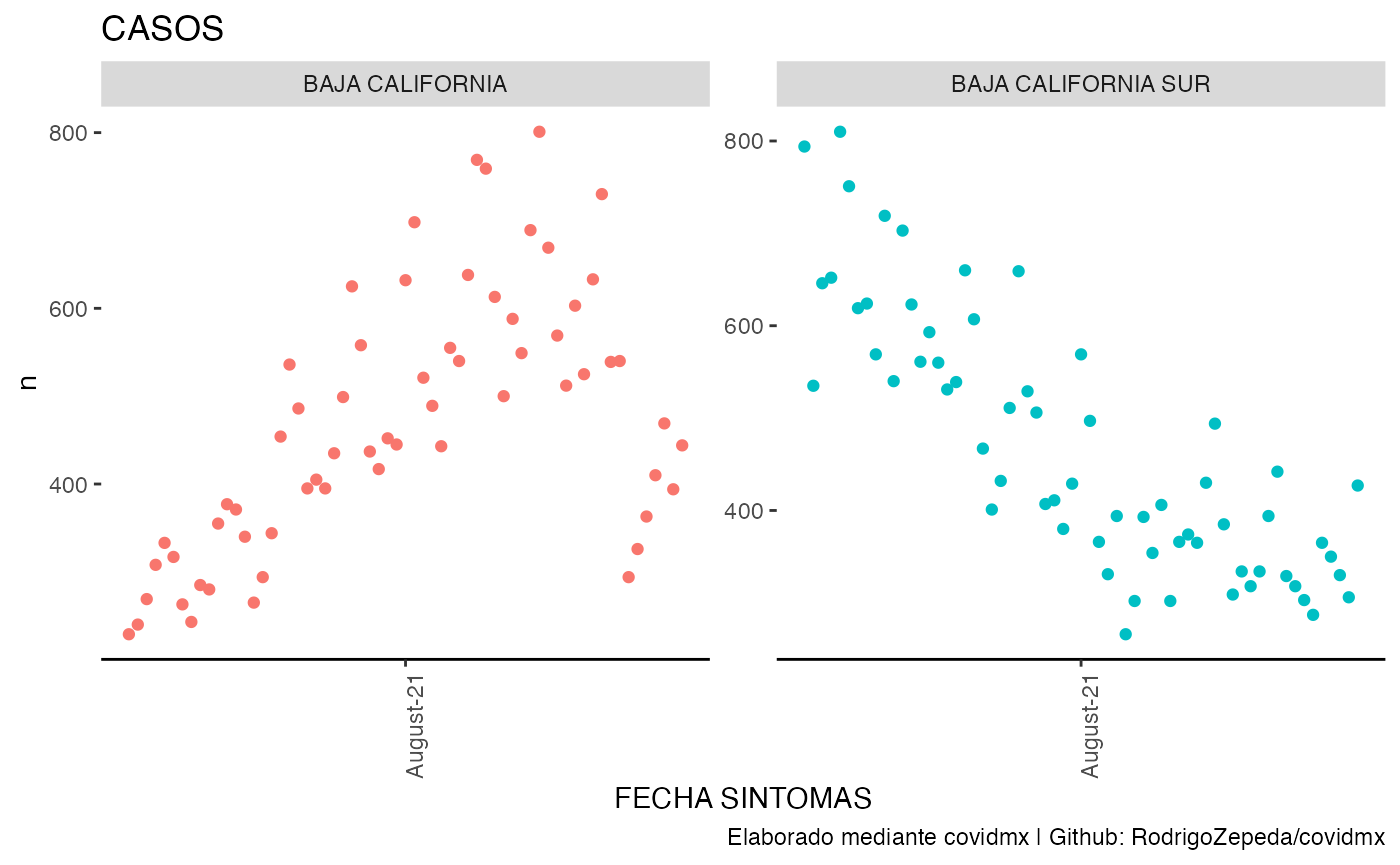 CASOS
BAJA CALIFORNIA
BAJA CALIFORNIA SUR
800
600
400
800
600
400
n
August-21
August-21
FECHA SINTOMAS
Elaborado mediante covidmx | Github: RodrigoZepeda/covidmx